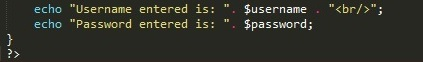 echo "Username entered is: ". $username . "<br/>";
echo "Password entered is: ". $password;
}
?>